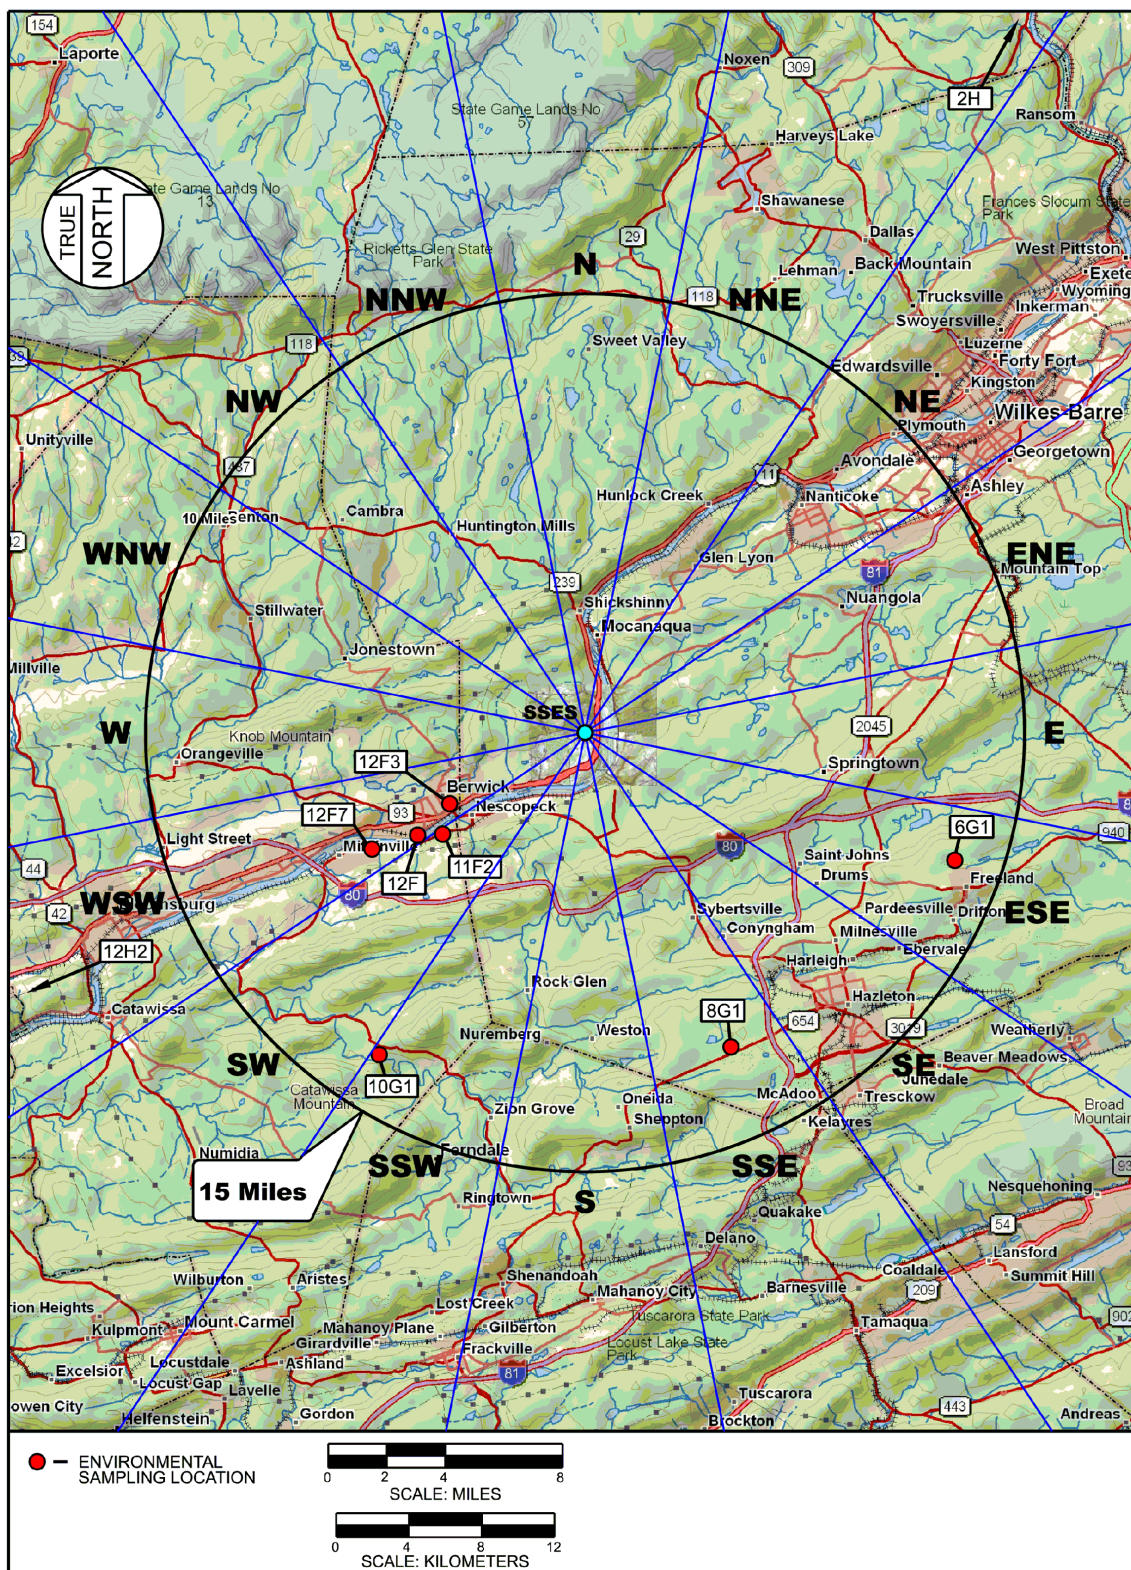 154
Laporte
Noxen
309
2H
Ransom
State Game Lands No
57
Harveys Lake
TRUE
NORTH
ate Game Lands No
13
Shawanese
Frances Slocum State
Park
Dallas
29
Ricketts Glen State
Park
West Pittston
N
Lehman
Back Mountain
Exete
NNW
118
NNE
Wyoming
Trucksville
Inkerman
Swoyersville
118
Sweet Valley
Luzerne
39
Forty Fort
Edwardsville
Kingston
NW
NE
Wilkes-Barre
Plymouth
Unityville
Georgetown
487
Avondale
11
Ashley
Hunlock Creek
Nanticoke
10 Miles
Benton
Cambra
Huntington Mills
42
WNW
Glen Lyon
ENE
81
Mountain Top
239
Nuangola
Stillwater
Shickshinny
Mocanaqua
Jonestown
Millville
SSES
W
Knob Mountain
2045
E
Orangeville
12F3
Springtown
Berwick
12F7
93
Nescopeck
6G1
Light Street
80
940
Mifflinville
Saint Johns
44
12F
11F2
Drums
Freeland
80
WSW
42
Pardeesville
Drifton
ESE
Sybertsville
Conyngham
Milnesville
Ebervale
12H2
Harleigh
Rock Glen
Catawissa
Hazleton
8G1
654
3019
Nuremberg
Weston
Weatherly
SW
SE
Beaver Meadows
Junedale
10G1
Catawissa
Mountain
McAdoo
Tresckow
Oneida
Broad
Mountain
Zion Grove
Sheppton
Kelayres
Numidia
Ferndale
SSW
SSE
93
15 Miles
Ringtown
S
Nesquehoning
Quakake
54
Delano
Lansford
Wilburton
Aristes
Shenandoah
Coaldale
Summit Hill
Mahanoy City
Barnesville
209
rion Heights
Lost Creek
Tuscarora State Park
902
Kulpmont
Mount Carmel
Mahanoy Plane
Gilberton
Tamaqua
Girardville
Locust Lake State
Park
Frackville
Locustdale
Ashland
Excelsior
81
Locust Gap
Lavelle
Tuscarora
owen City
Gordon
443
Helfenstein
Brockton
Andreas
ENVIRONMENTAL
SAMPLING LOCATION
0 2 4 8
SCALE: MILES
0 4 8 12
SCALE: KILOMETERS